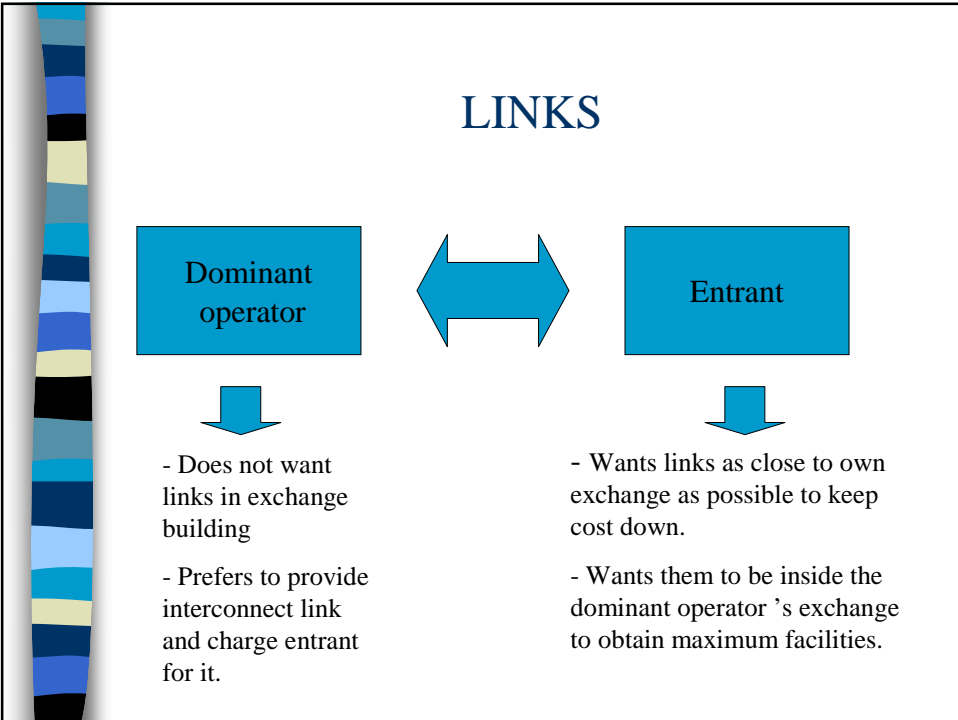 LINKS
Dominant
operator
Entrant
- Does not want
links in exchange
building
- Prefers to provide
interconnect link
and charge entrant
for it.
- Wants links as close to own
exchange as possible to keep
cost down.
- Wants them to be inside the
dominant operator ’s exchange
to obtain maximum facilities.